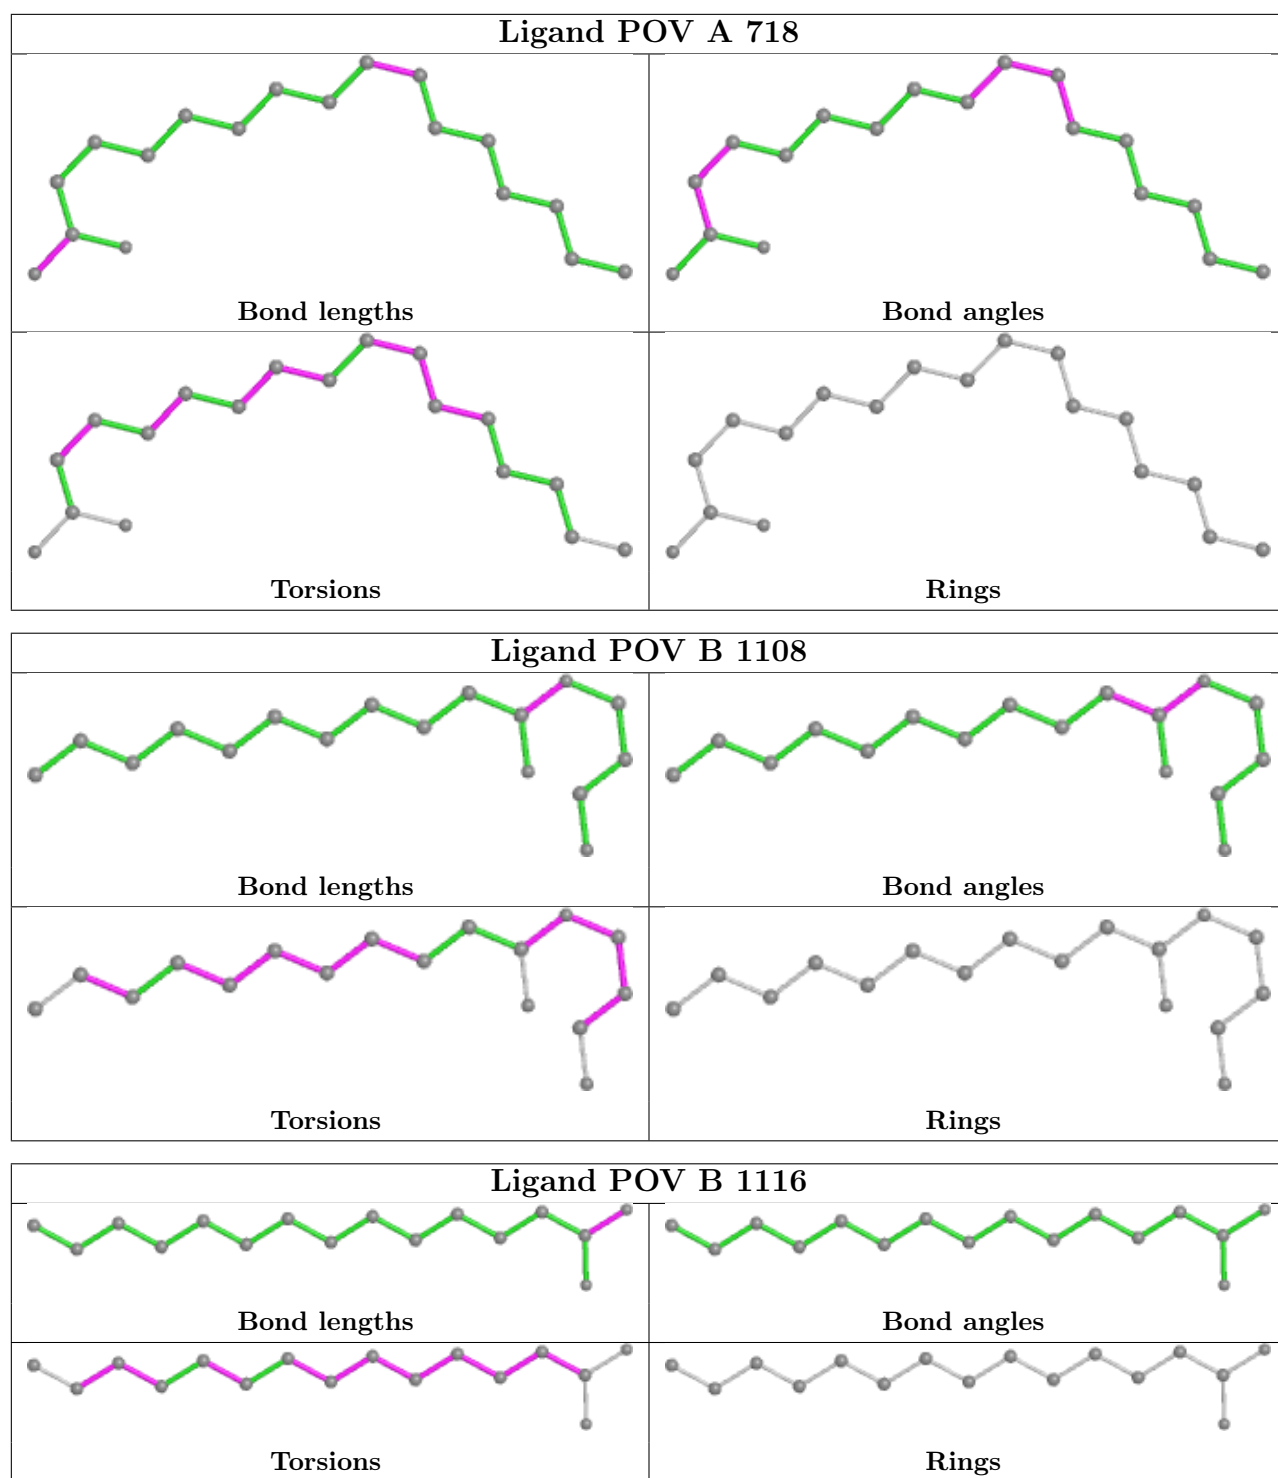 Ligand POV A 718
Bond lengths
Bond angles
Torsions
Rings
Ligand POV B 1108
Bond lengths
Bond angles
Torsions
Rings
Ligand POV B 1116
Bond lengths
Bond angles
Torsions
Rings